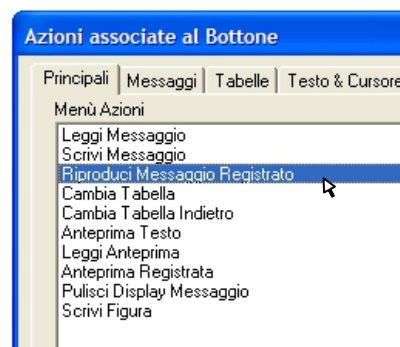 Azioni associate al Bottone
Principali Messaggi Tabelle Testo & Cursore
Menù Azioni
Leggi Messaggio
Scrivi Messaggio
Riproduci Messaggio Registrato
Cambia Tabella
Cambia Tabella Indietro
Anteprima Testo
Leggi Anteprima
Anteprima Registrata
Pulisci Display Messaggio
Scrivi Figura